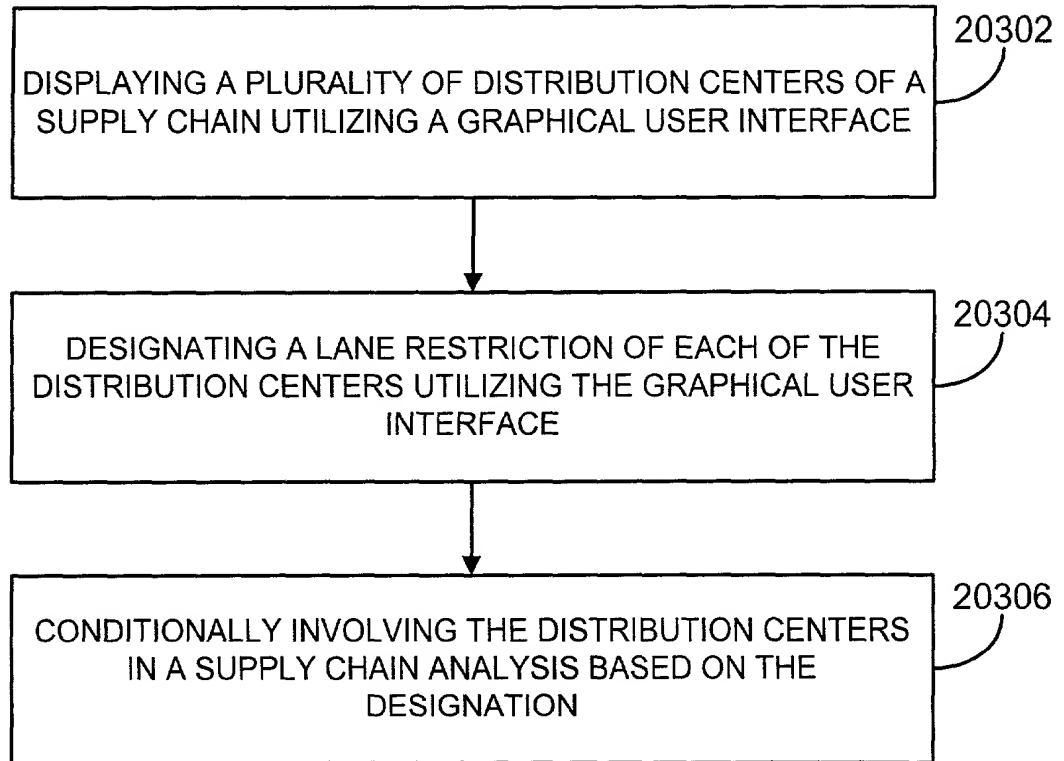 20302
DISPLAYING A PLURALITY OF DISTRIBUTION CENTERS OF A
SUPPLY CHAIN UTILIZING A GRAPHICAL USER INTERFACE
20304
DESIGNATING A LANE RESTRICTION OF EACH OF THE
DISTRIBUTION CENTERS UTILIZING THE GRAPHICAL USER
INTERFACE
20306
CONDITIONALLY INVOLVING THE DISTRIBUTION CENTERS
IN A SUPPLY CHAIN ANALYSIS BASED ON THE
DESIGNATION